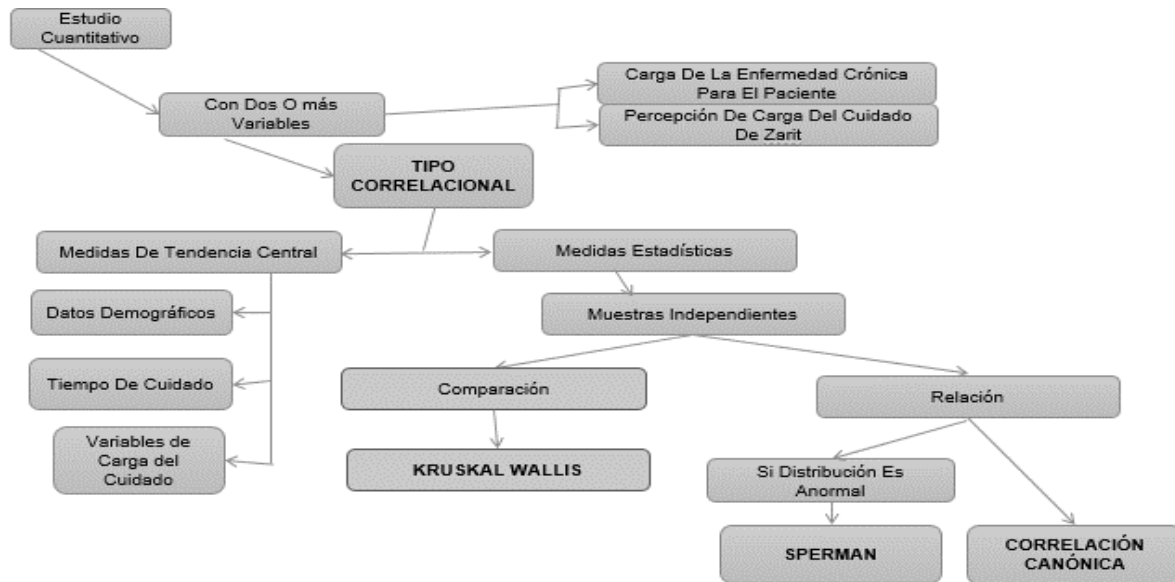 Estudio
Cuantitativo
Con Dos O más
Variables
Carga De La Enfermedad Crónica
Para El Paciente
Percepción De Carga Del Cuidado
De Zarit
TIPO
CORRELACIONAL
Medidas De Tendencia Central
Medidas Estadísticas
Datos Demográficos
Muestras Independientes
Tiempo De Cuidado
Comparación
Relación
Variables de
Carga del
Cuidado
KRUSKAL WALLIS
Si Distribución Es
Anormal
SPERMAN
CORRELACIÓN
CANÓNICA